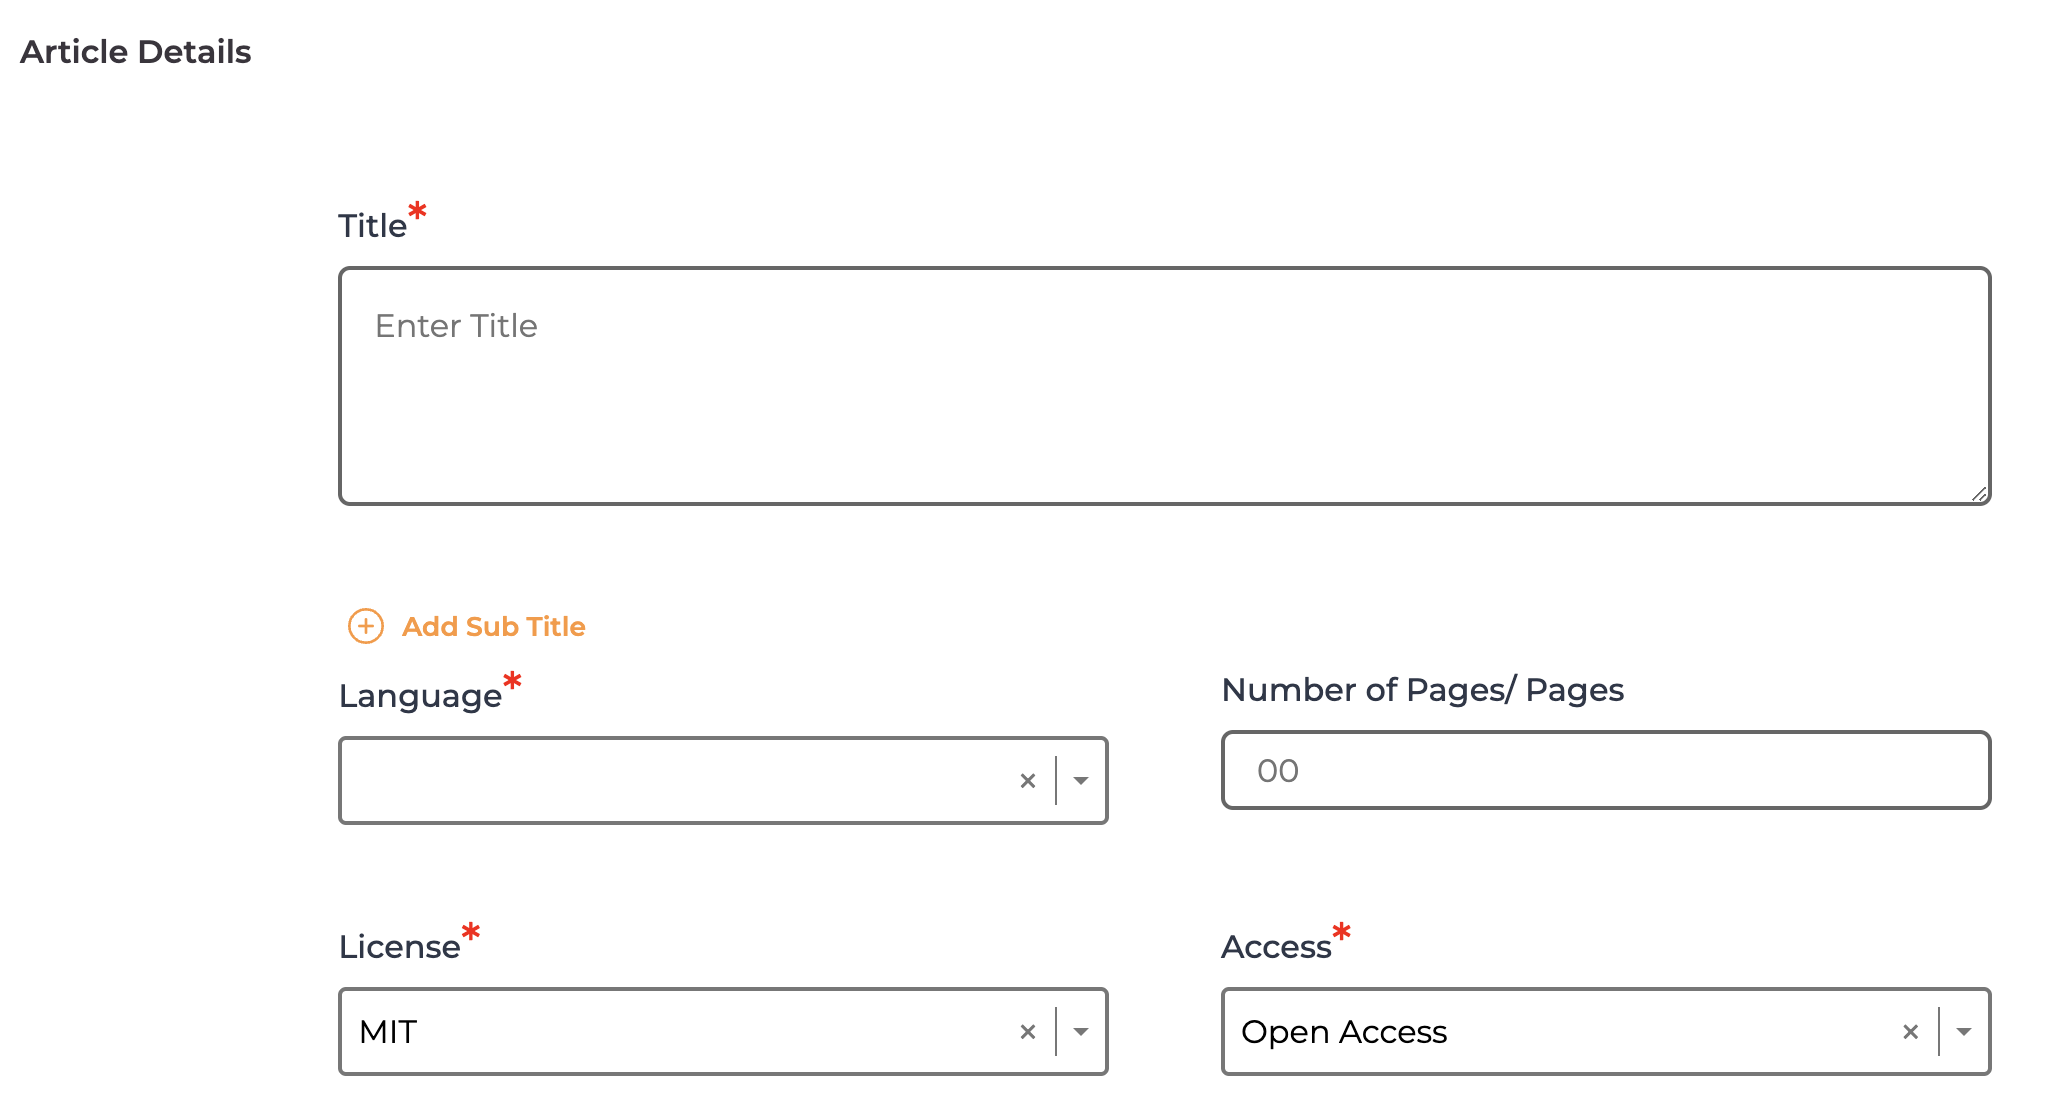 Article Details
Title*
Enter Title
Add Sub Title
Language*
Number of Pages/ Pages
00
License*
Access*
MIT
Open Access